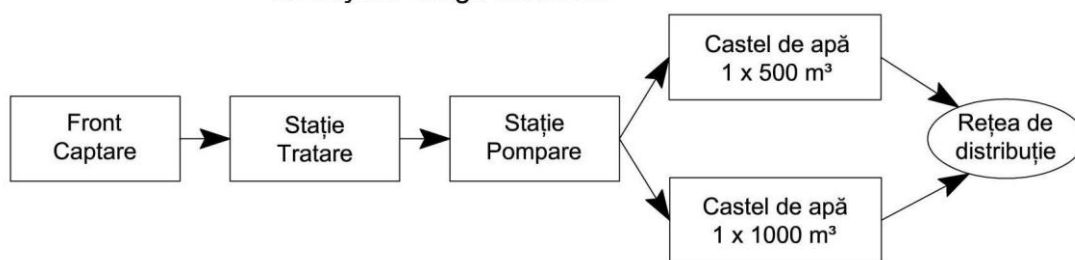 Front
Captare
Stație
Tratare
Stație
Pompare
Castel de apă
1 x 500 m³
Castel de apă
1 x 1000 m³
Rețea de
distribuție